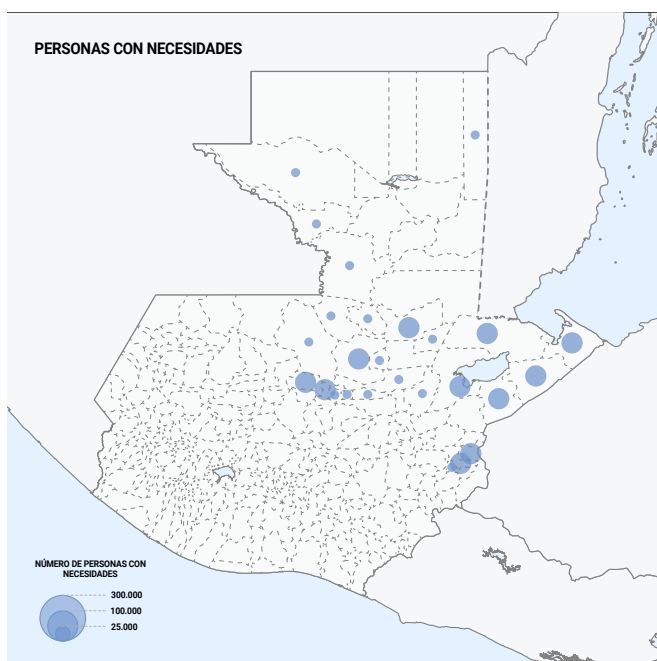 PERSONAS CON NECESIDADES
NÚMERO DE PERSONAS CON
NECESIDADES
300.000
100.000
25.000